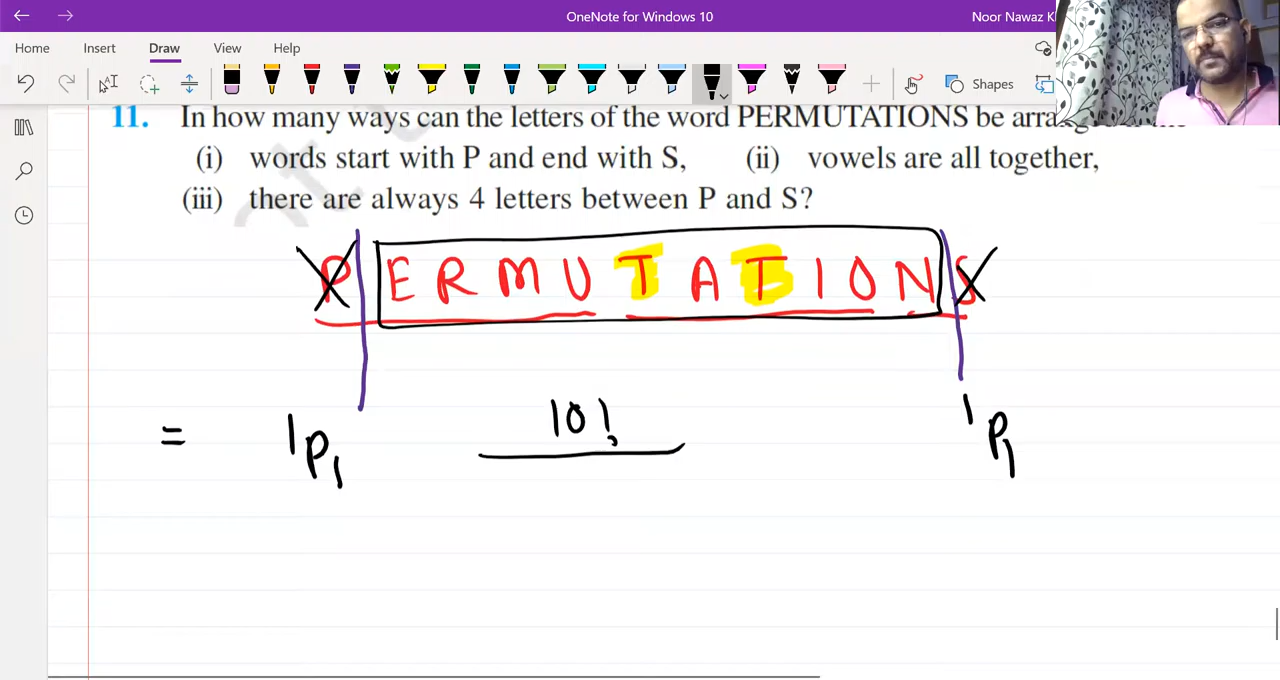 OneNote for Windows 10
Noor Nawaz K
Home Insert Draw View Help
Shapes
11. In how many ways can the letters of the word PERMUTATIONS be
(i) words start with P and end with S, (ii) vowels are all together,
(iii) there are always 4 letters between P and S?
P E R M U T A T I O N S
= 1P1 10! 1P1